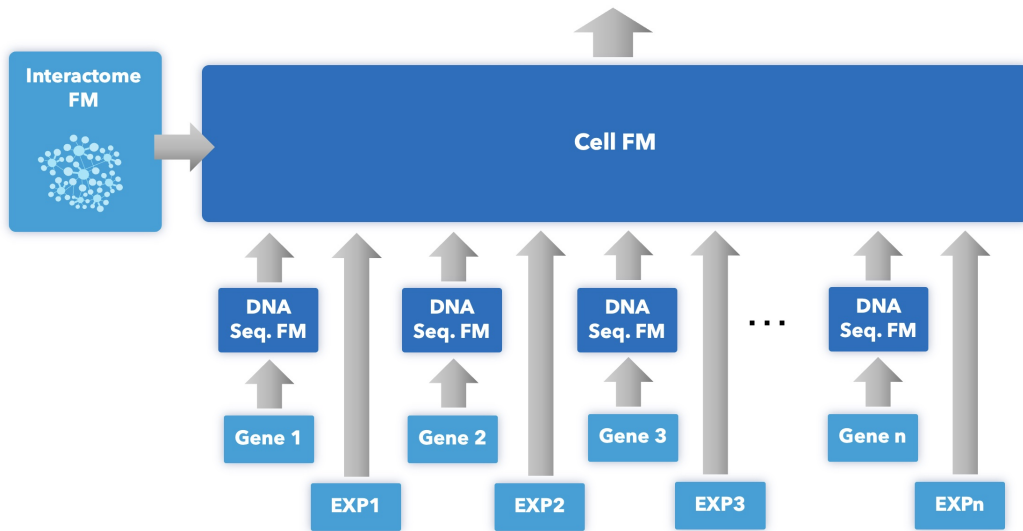 Interactome
FM
Cell FM
DNA
Seq. FM
DNA
Seq. FM
DNA
Seq. FM
...
DNA
Seq. FM
Gene 1
Gene 2
Gene 3
Gene n
EXP1
EXP2
EXP3
EXPn